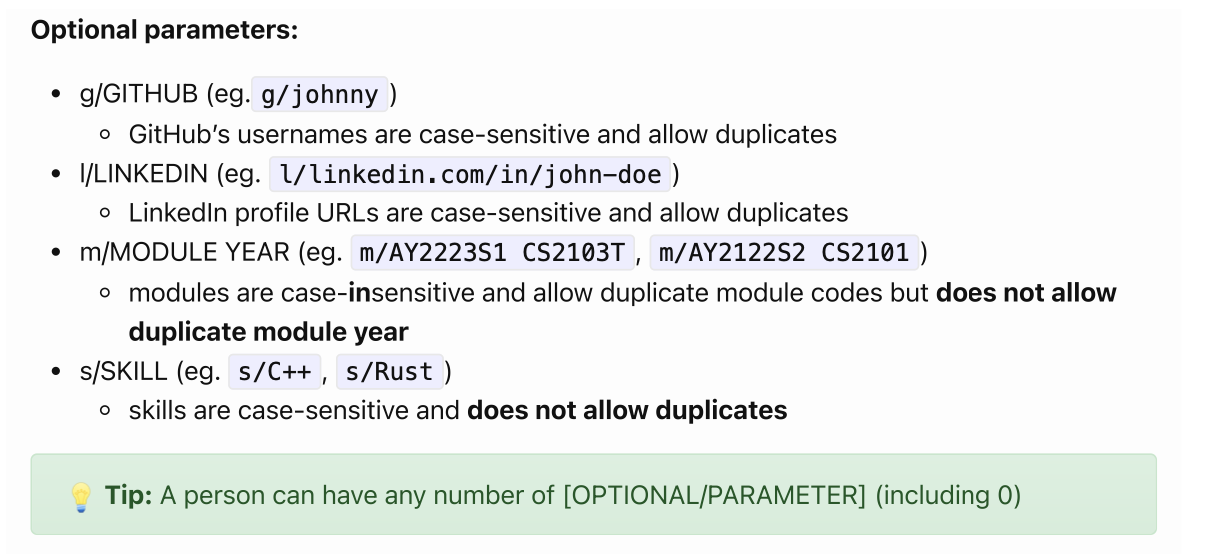 Optional parameters:
• g/GITHUB (eg. g/johnny )
◦ GitHub’s usernames are case-sensitive and allow duplicates
• l/LINKEDIN (eg. l/linkedin.com/in/john-doe )
◦ LinkedIn profile URLs are case-sensitive and allow duplicates
• m/MODULE YEAR (eg. m/AY2223S1 CS2103T , m/AY2122S2 CS2101 )
◦ modules are case-insensitive and allow duplicate module codes but does not allow
duplicate module year
• s/SKILL (eg. s/C++ , s/Rust )
◦ skills are case-sensitive and does not allow duplicates
💡 Tip: A person can have any number of [OPTIONAL/PARAMETER] (including 0)